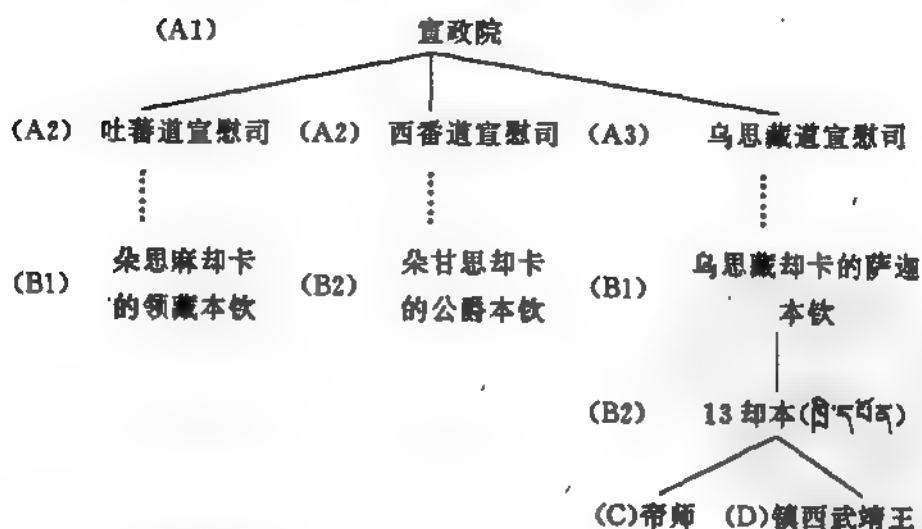 (A1) 宣政院
(A2) 吐蕃道宣慰司 (A2) 西番道宣慰司 (A3) 乌思藏道宣慰司
(B1) 朵思麻却卡的领藏本钦 (B2) 朵甘思却卡的公爵本钦 (B1) 乌思藏却卡的萨迦本钦
(B2) 13却本(ཁྲི་དཔོན)
(C)帝师 (D)镇西武靖王